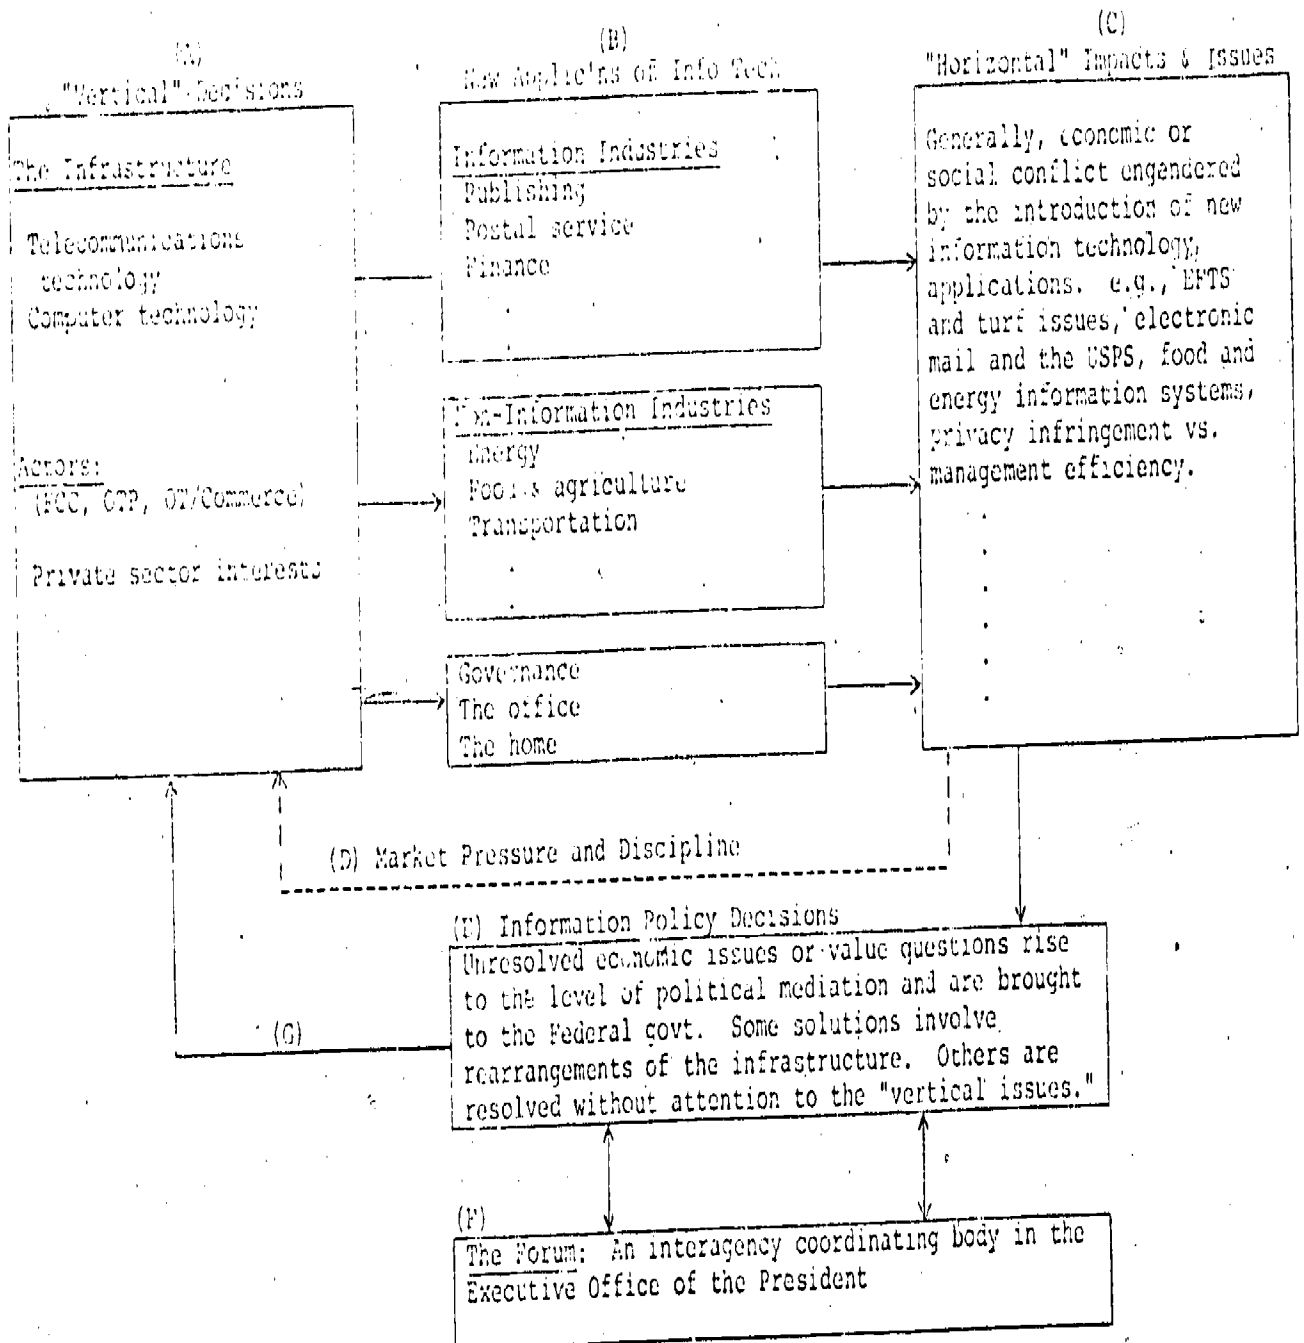 (A)
"Vertical" Decisions
The Infrastructure
Telecommunications
technology
Computer technology
Actors:
(FCC, OTP, OT/Commerce)
Private sector interests
(B)
New Applic'ns of Info Tech
Information Industries
Publishing
Postal service
Finance
Non-Information Industries
Energy
Food & agriculture
Transportation
Governance
The office
The home
(C)
"Horizontal" Impacts & Issues
Generally, economic or
social conflict engendered
by the introduction of new
information technology,
applications. e.g., EFTS
and turf issues, electronic
mail and the USPS, food and
energy information systems,
privacy infringement vs.
management efficiency.
(D) Market Pressure and Discipline
(E) Information Policy Decisions
Unresolved economic issues or value questions rise
to the level of political mediation and are brought
to the Federal govt. Some solutions involve
rearrangements of the infrastructure. Others are
resolved without attention to the "vertical issues."
(G)
(F)
The Forum: An interagency coordinating body in the
Executive Office of the President